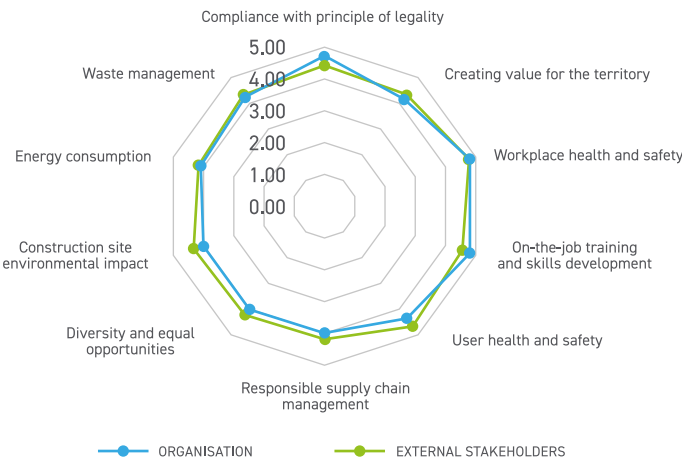 Compliance with principle of legality
5.00
4.00
3.00
2.00
1.00
0.00
Creating value for the territory
Workplace health and safety
On-the-job training
and skills development
User health and safety
Responsible supply chain
management
Diversity and equal
opportunities
Construction site
environmental impact
Energy consumption
Waste management
ORGANISATION
EXTERNAL STAKEHOLDERS